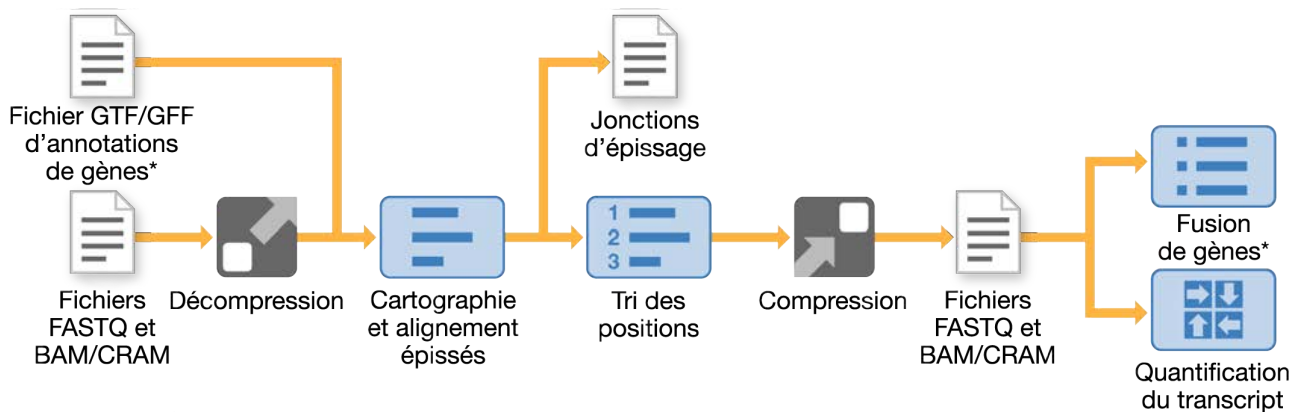 Fichier GTF/GFF
d’annotations
de gènes*
Jonctions
d’épissage
Fichiers
FASTQ et
BAM/CRAM
Décompression
Cartographie
et alignement
épissés
1
2
3
Tri des
positions
Compression
Fichiers
FASTQ et
BAM/CRAM
Fusion
de gènes*
Quantification
du transcript